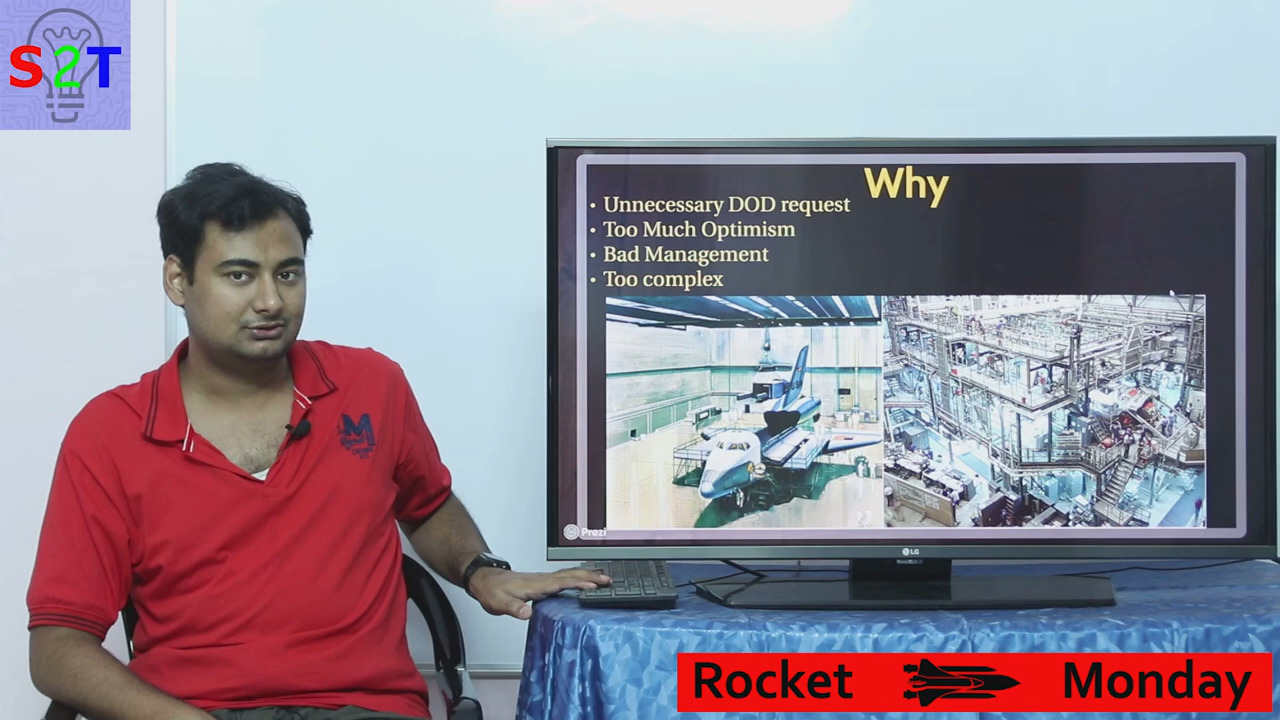 S2T
Why
• Unnecessary DOD request
• Too Much Optimism
• Bad Management
• Too complex
M
Prezi
LG
Rocket Monday